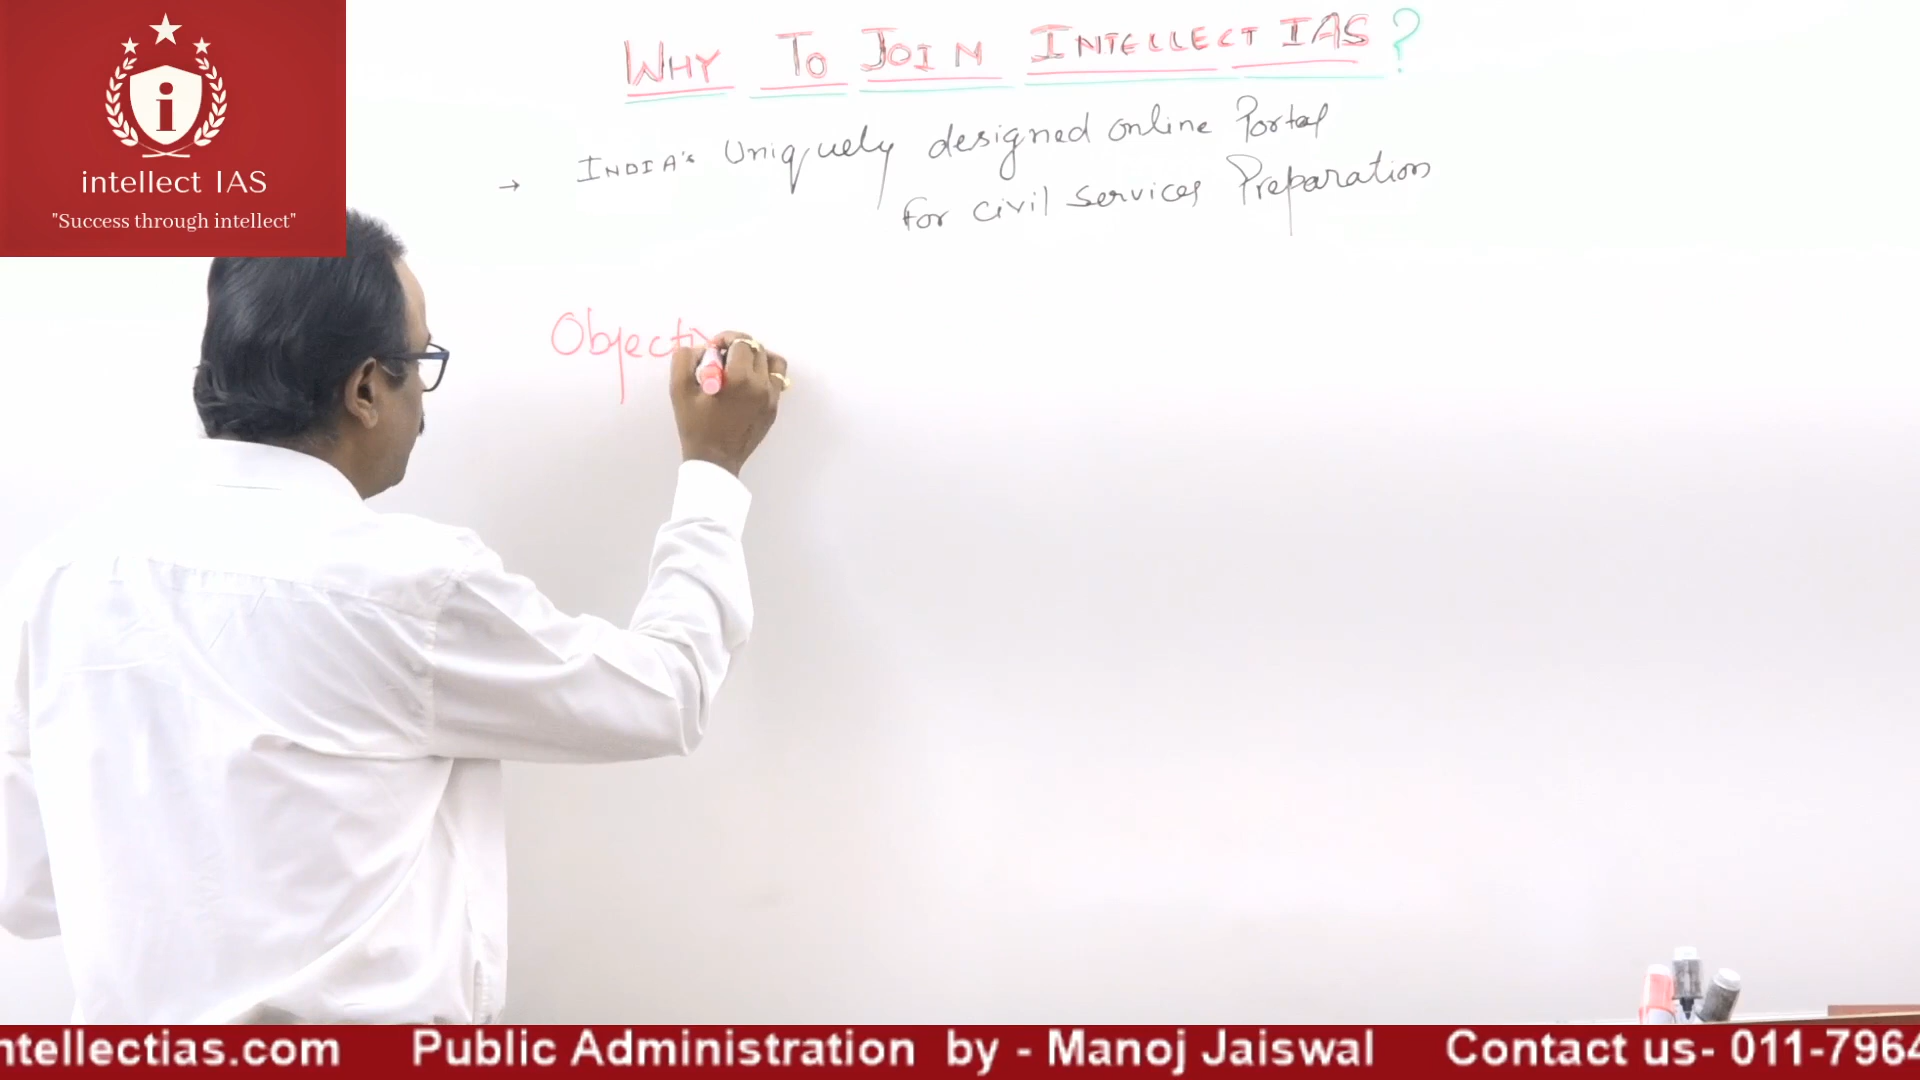 WHY TO JOIN INTELLECT IAS?
→ INDIA's Uniquely designed online Portal
for civil services Preparation
intellect IAS
"Success through intellect"
Objectiv
ntellectias.com Public Administration by - Manoj Jaiswal Contact us- 011-7964